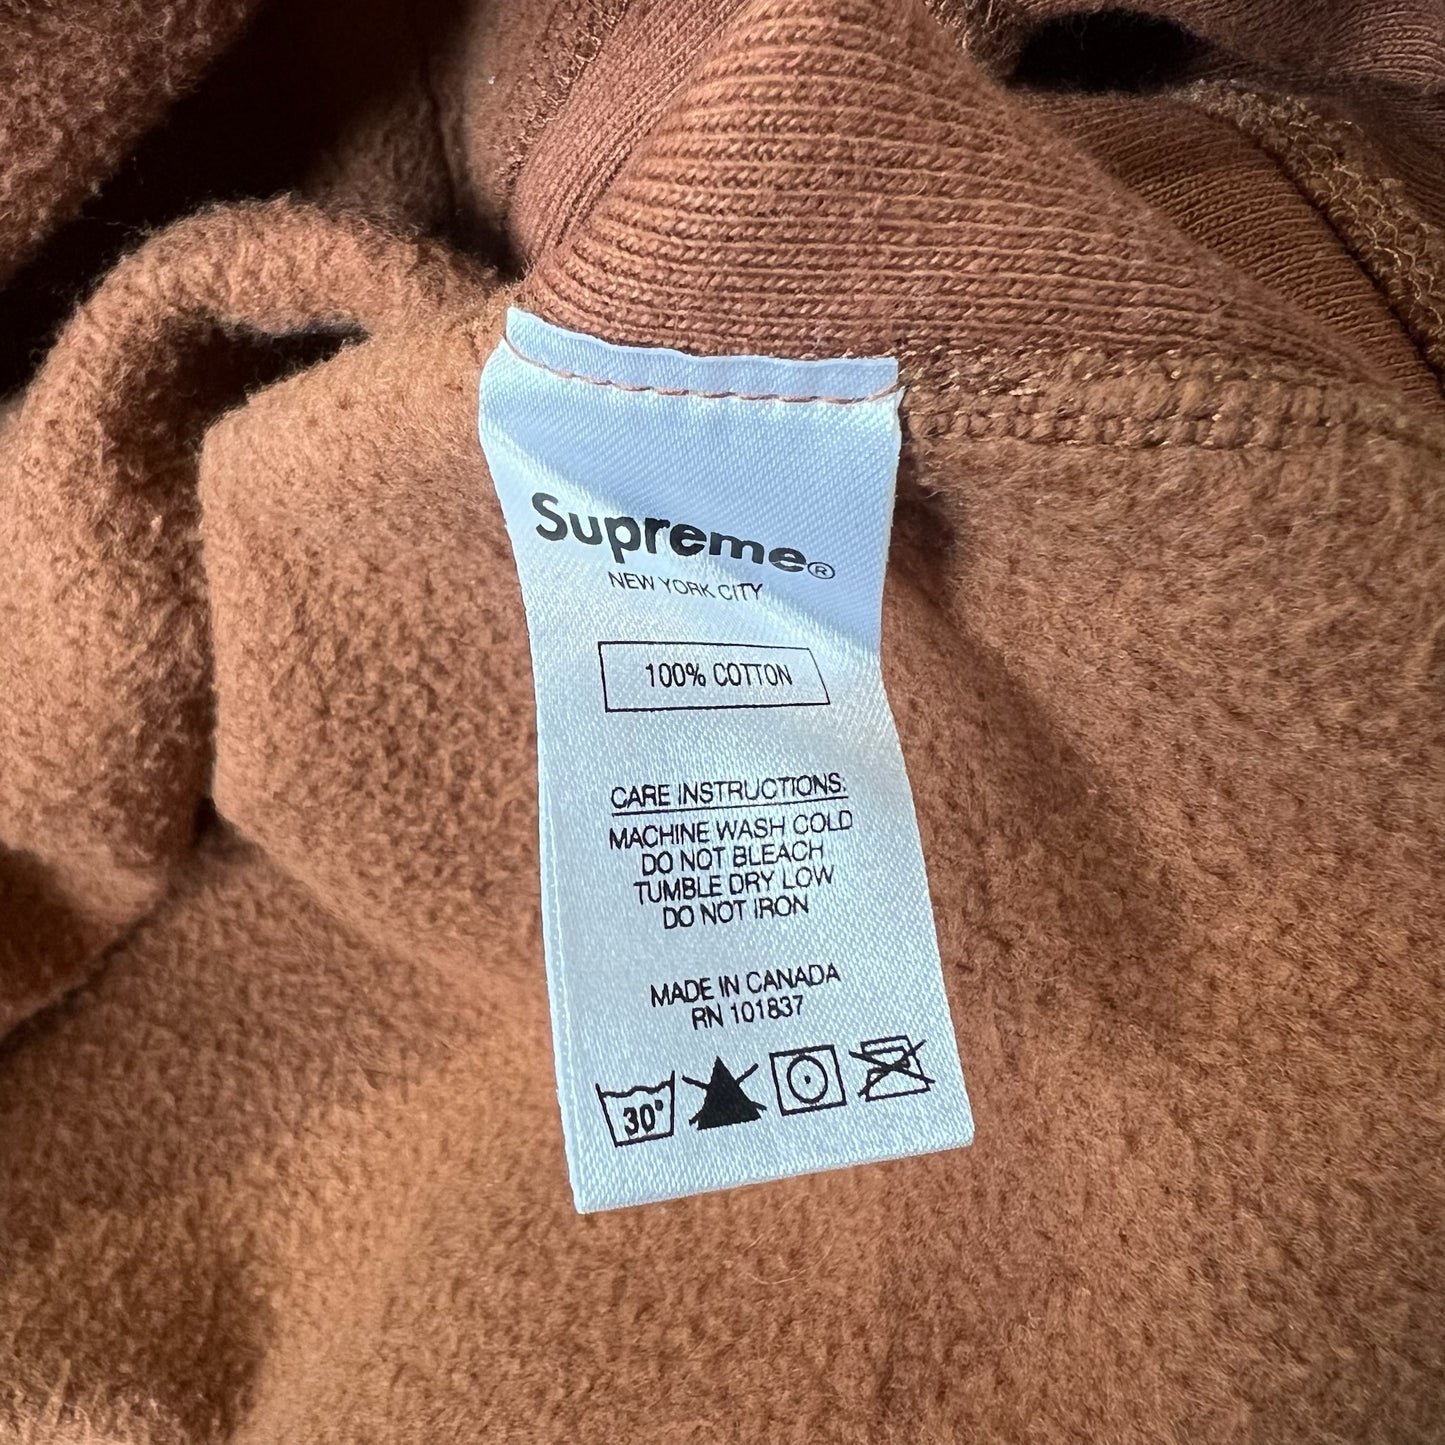 Supreme®
NEW YORK CITY
100% COTTON
CARE INSTRUCTIONS:
MACHINE WASH COLD
DO NOT BLEACH
TUMBLE DRY LOW
DO NOT IRON
MADE IN CANADA
RN 101837
30°